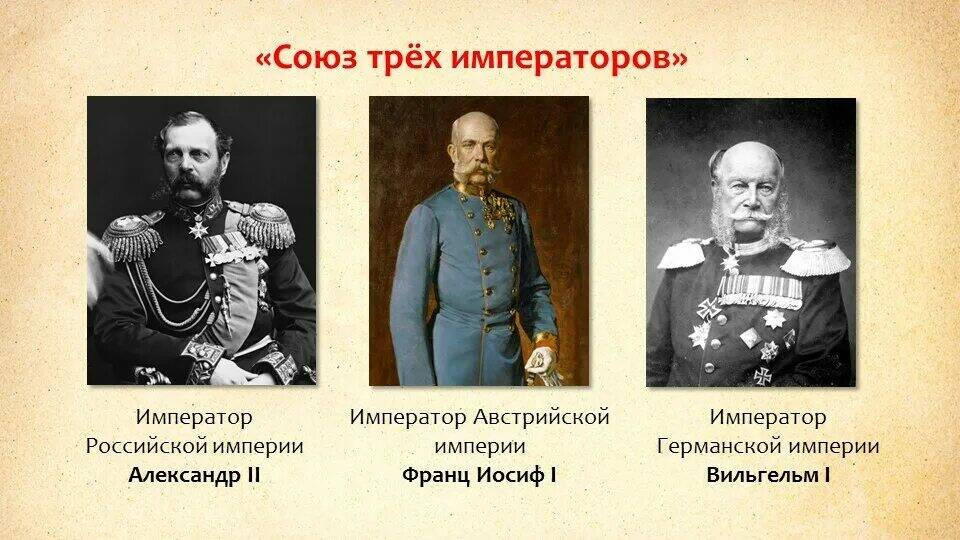 «Союз трёх императоров»
Император
Российской империи
Александр II
Император Австрийской
империи
Франц Иосиф I
Император
Германской империи
Вильгельм I